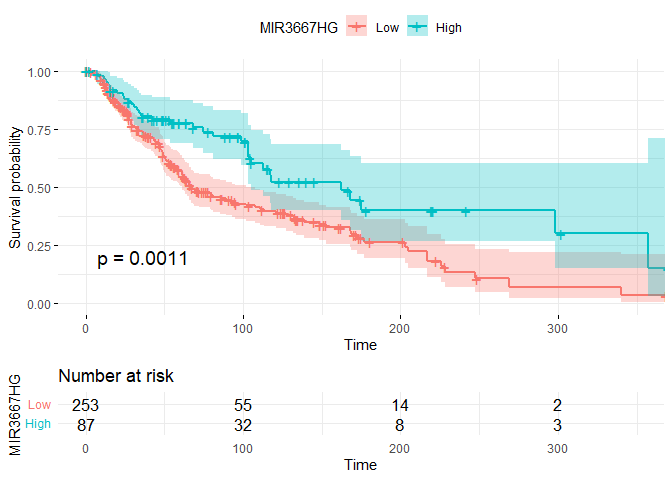 MIR3667HG Low High
1.00
0.75
0.50
0.25
0.00
Survival probability
p = 0.0011
0 100 200 300
Time
Number at risk
MIR3667HG
Low 253 55 14 2
High 87 32 8 3
0 100 200 300
Time